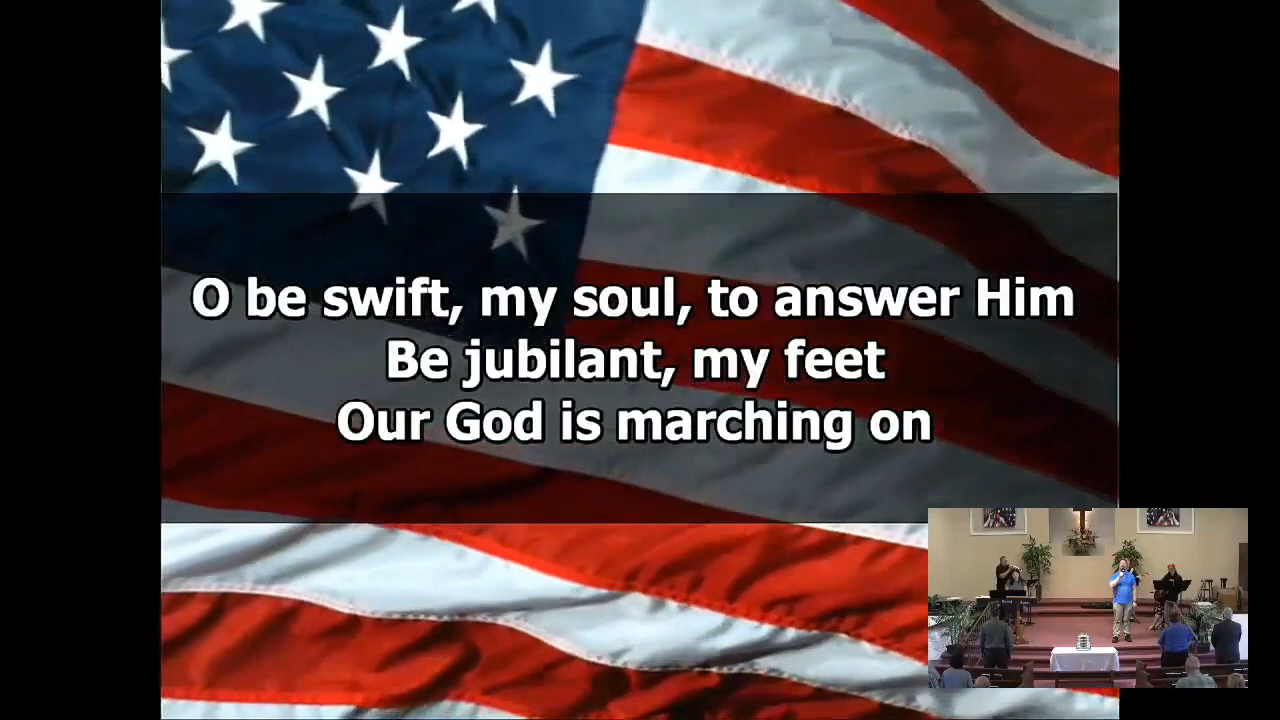 O be swift, my soul, to answer Him
Be jubilant, my feet
Our God is marching on